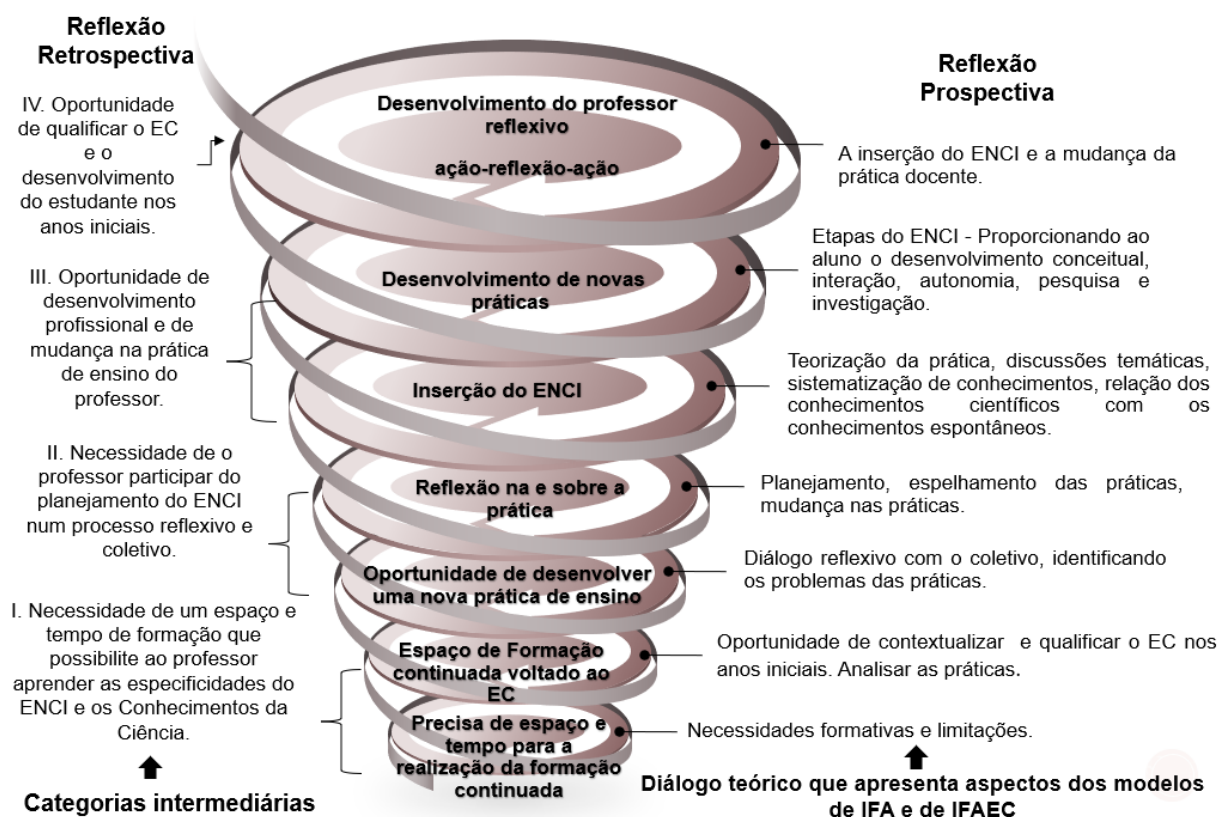 Reflexão
Retrospectiva
IV. Oportunidade
de qualificar o EC
e o
desenvolvimento
do estudante nos
anos iniciais.
III. Oportunidade de
desenvolvimento
profissional e de
mudança na prática
de ensino do
professor.
II. Necessidade de o
professor participar do
planejamento do ENCI
num processo reflexivo e
coletivo.
I. Necessidade de um espaço e
tempo de formação que
possibilite ao professor
aprender as especificidades do
ENCI e os Conhecimentos da
Ciência.
Categorias intermediárias
Desenvolvimento do professor
reflexivo
ação-reflexão-ação
Desenvolvimento de novas
práticas
Inserção do ENCI
Reflexão na e sobre a
prática
Oportunidade de desenvolver
uma nova prática de ensino
Espaço de Formação
continuada voltado ao
EC
Precisa de espaço e
tempo para a
realização da formação
continuada
Reflexão
Prospectiva
A inserção do ENCI e a mudança da
prática docente.
Etapas do ENCI - Proporcionando ao
aluno o desenvolvimento conceitual,
interação, autonomia, pesquisa e
investigação.
Teorização da prática, discussões temáticas,
sistematização de conhecimentos, relação dos
conhecimentos científicos com os
conhecimentos espontâneos.
Planejamento, espelhamento das práticas,
mudança nas práticas.
Diálogo reflexivo com o coletivo, identificando
os problemas das práticas.
Oportunidade de contextualizar e qualificar o EC nos
anos iniciais. Analisar as práticas.
Necessidades formativas e limitações.
Diálogo teórico que apresenta aspectos dos modelos
de IFA e de IFAEC